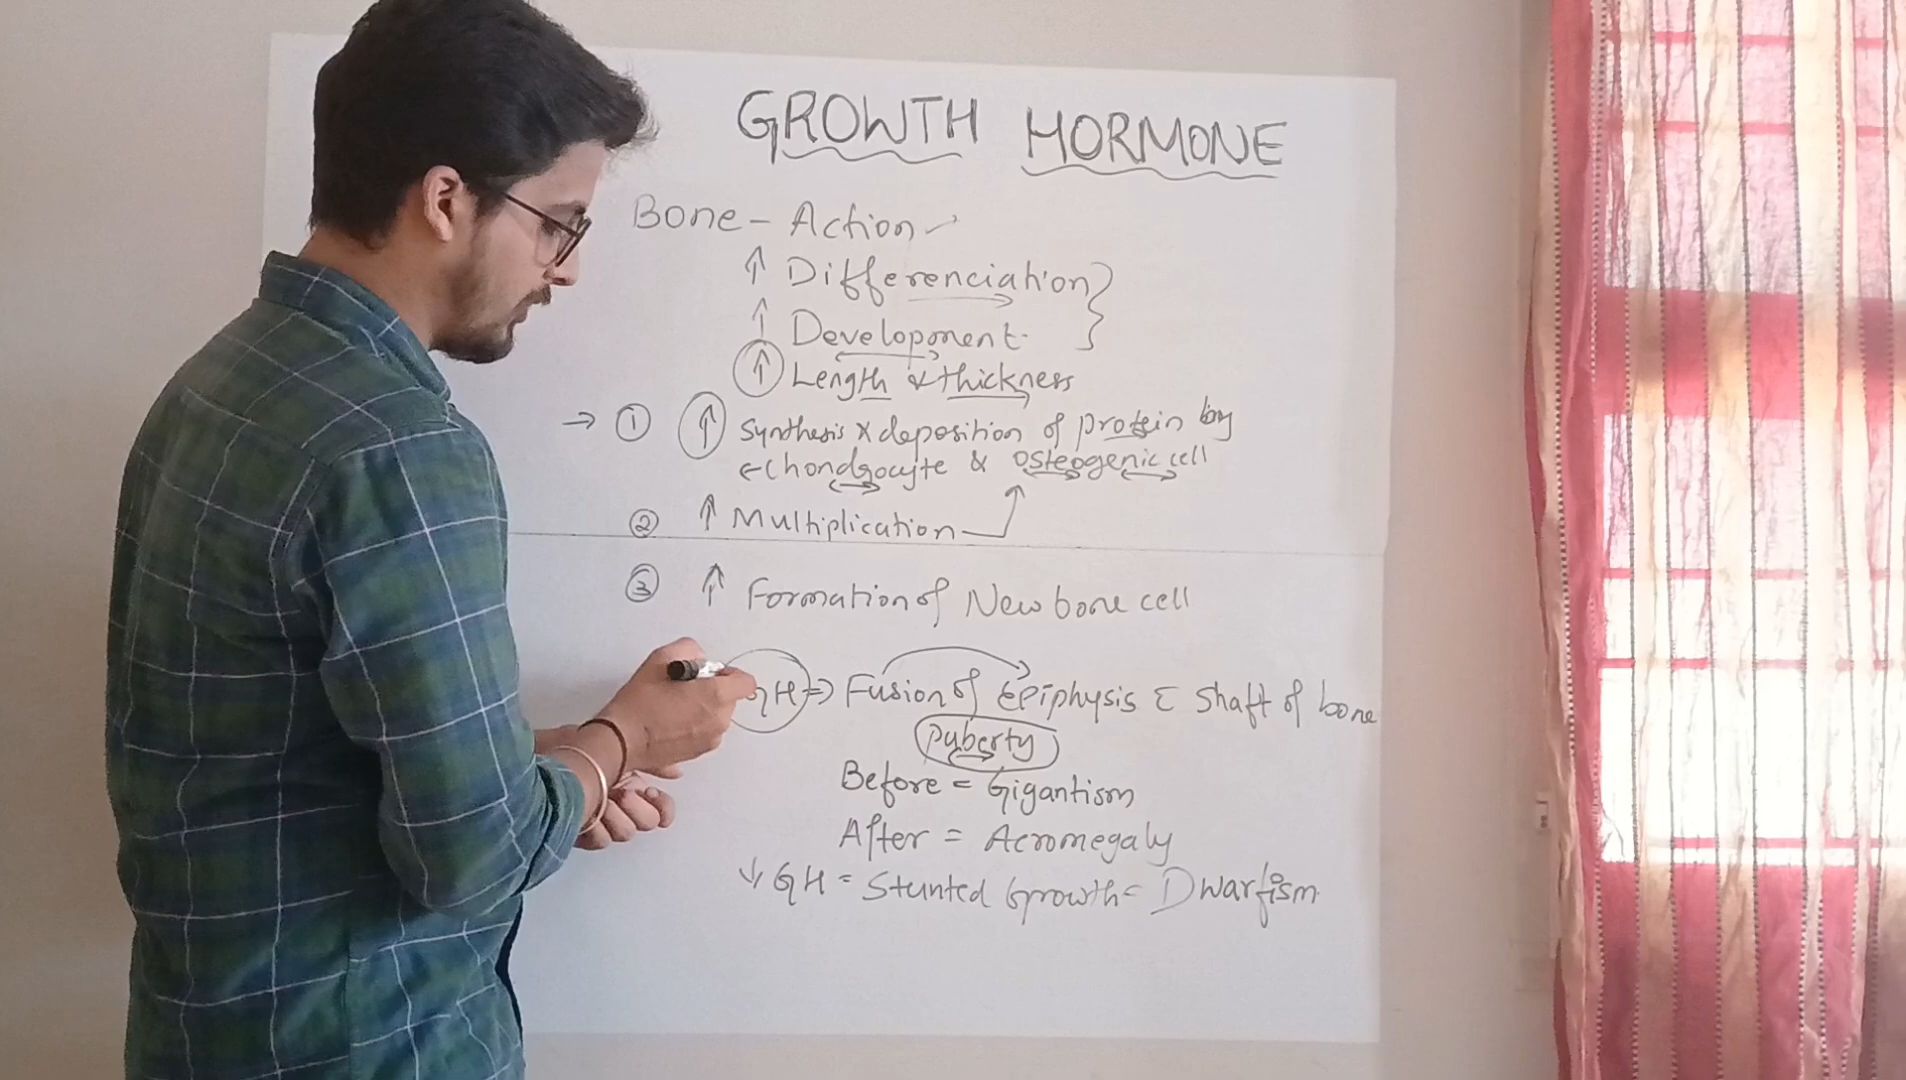 GROWTH HORMONE
Bone - Action
↑ Differenciation
↑ Development
↑ Length & thickness
→ ① ↑ Synthesis & deposition of protein by
Chondrocyte & osteogenic cell
② ↑ Multiplication
③ ↑ Formation of New bone cell
GH ⇒ Fusion of Epiphysis c Shaft of bone
Puberty
Before = Gigantism
After = Acromegaly
↓ GH = Stunted Growth = Dwarfism